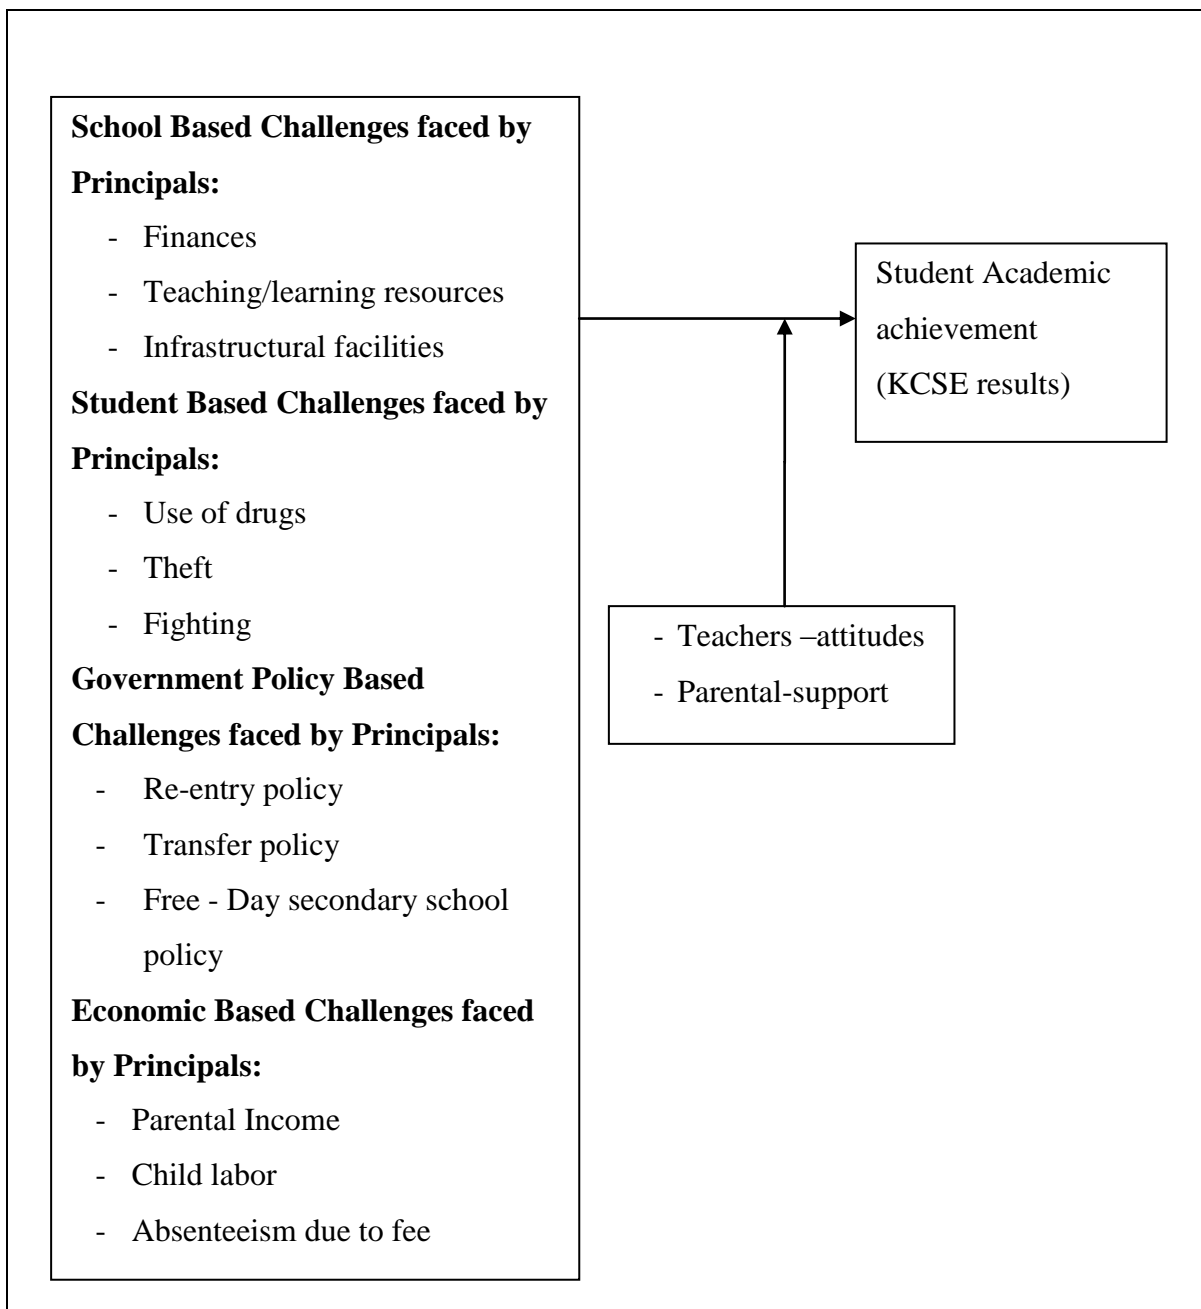 School Based Challenges faced by
Principals:
- Finances
- Teaching/learning resources
- Infrastructural facilities
Student Based Challenges faced by
Principals:
- Use of drugs
- Theft
- Fighting
Government Policy Based
Challenges faced by Principals:
- Re-entry policy
- Transfer policy
- Free - Day secondary school
policy
Economic Based Challenges faced
by Principals:
- Parental Income
- Child labor
- Absenteeism due to fee
Student Academic
achievement
(KCSE results)
- Teachers –attitudes
- Parental-support